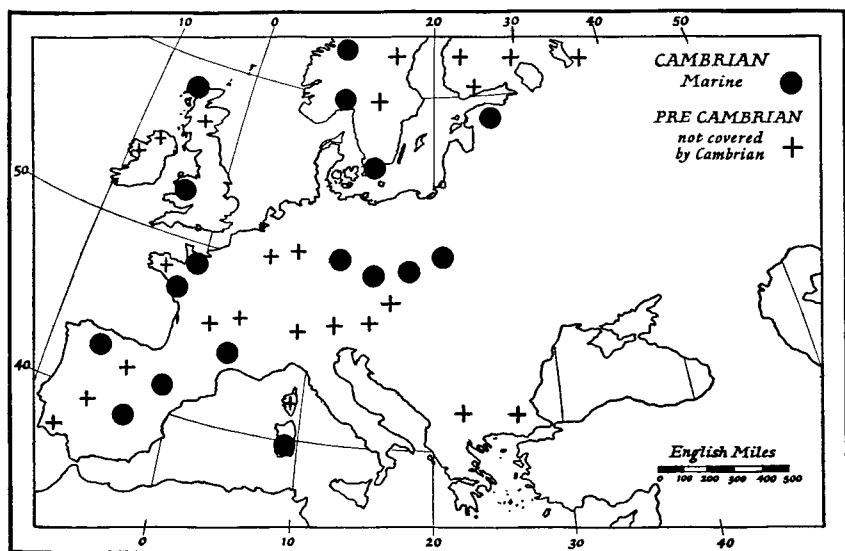 10 0 20 30 40 50
CAMBRIAN
Marine
PRE CAMBRIAN
not covered
by Cambrian
50
40
English Miles
0 100 200 300 400 500
0 10 20 30 40